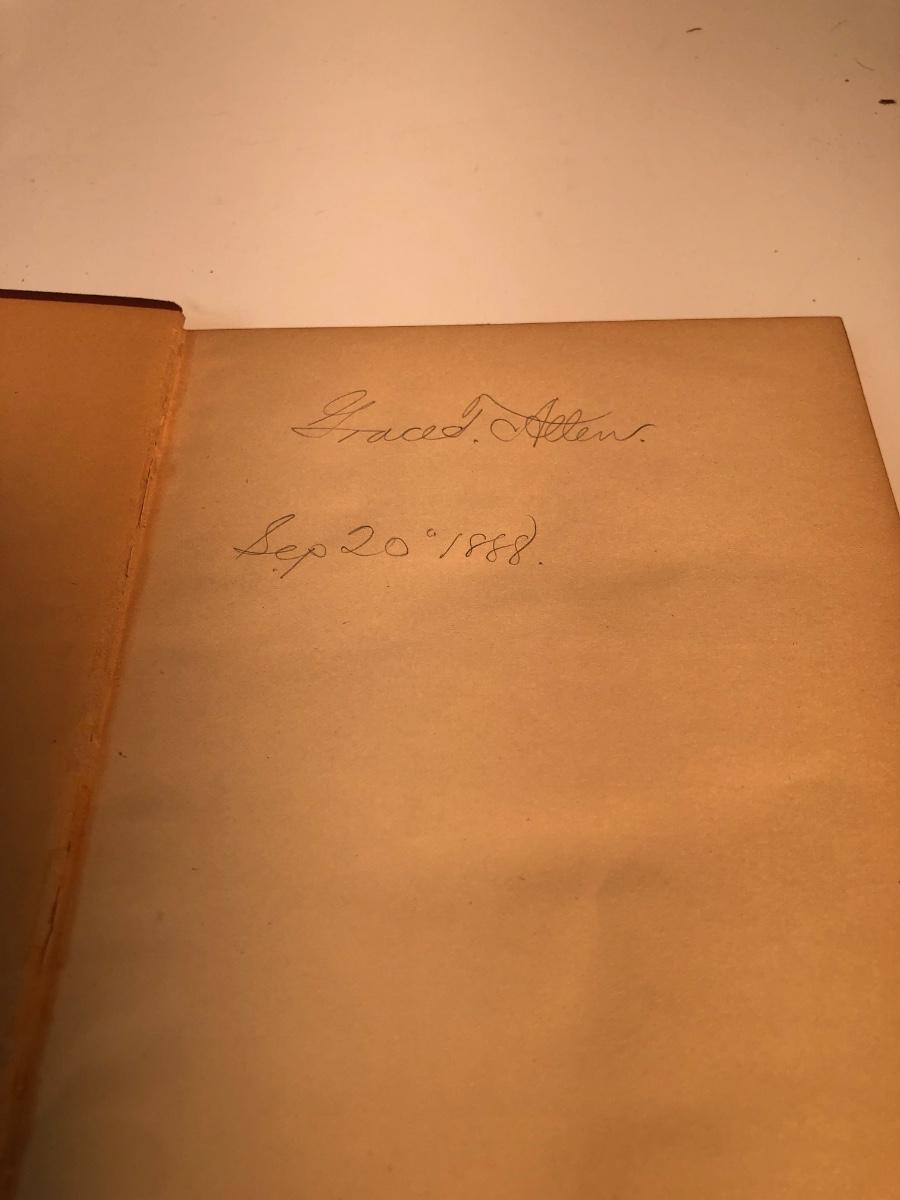 Grace T. Allen.
Sep 20° 1888.